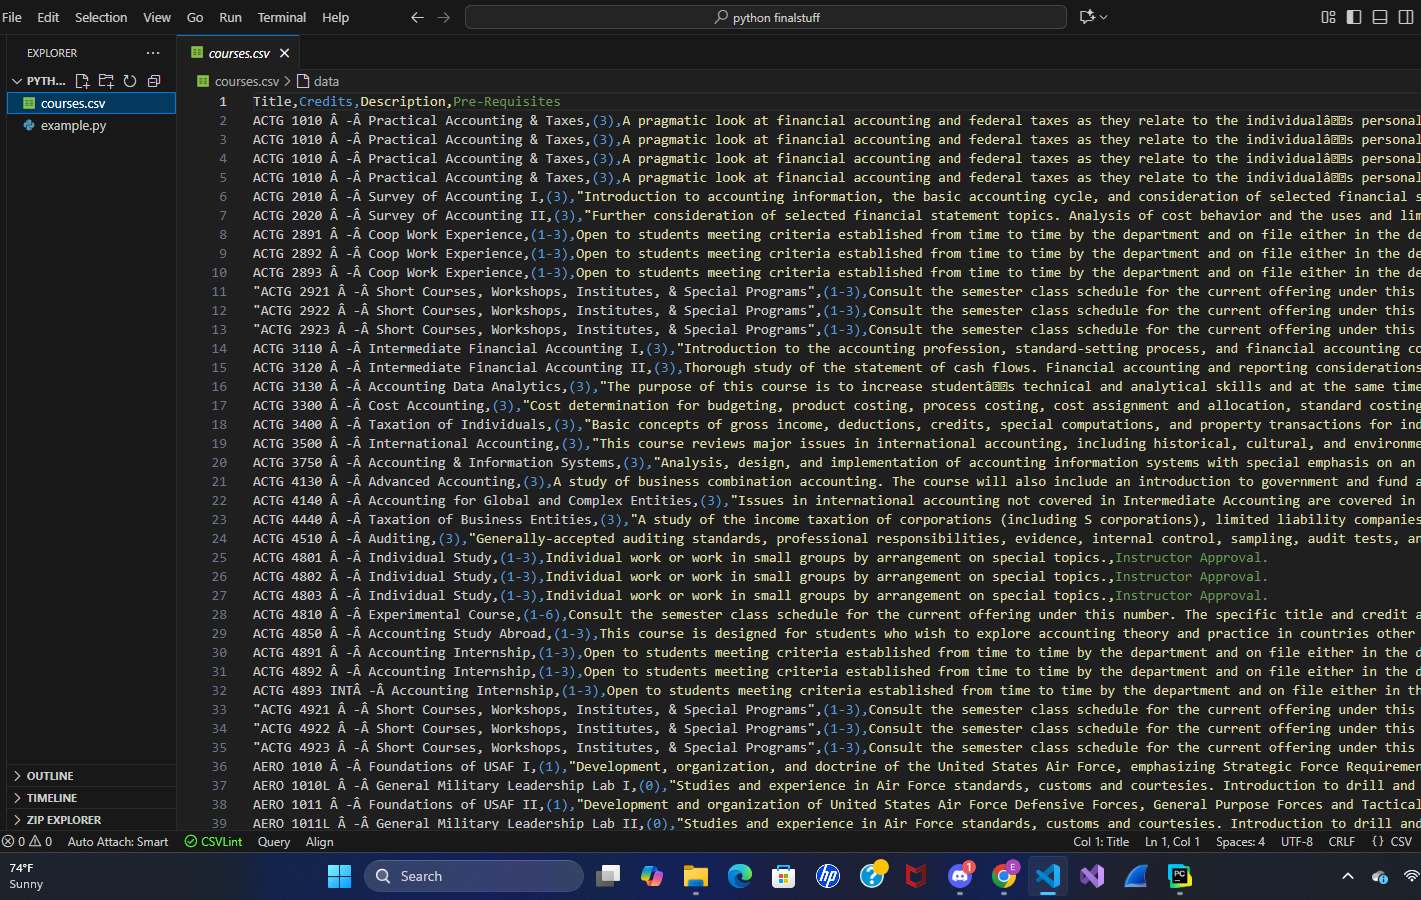 File Edit Selection View Go Run Terminal Help
python finalstuff
EXPLORER
PYTH...
courses.csv
example.py
OUTLINE
TIMELINE
ZIP EXPLORER
courses.csv
courses.csv > data
1 Title,Credits,Description,Pre-Requisites
2 ACTG 1010 Â -Â Practical Accounting & Taxes,(3),A pragmatic look at financial accounting and federal taxes as they relate to the individualâs personal
3 ACTG 1010 Â -Â Practical Accounting & Taxes,(3),A pragmatic look at financial accounting and federal taxes as they relate to the individualâs personal
4 ACTG 1010 Â -Â Practical Accounting & Taxes,(3),A pragmatic look at financial accounting and federal taxes as they relate to the individualâs personal
5 ACTG 1010 Â -Â Practical Accounting & Taxes,(3),A pragmatic look at financial accounting and federal taxes as they relate to the individualâs personal
6 ACTG 2010 Â -Â Survey of Accounting I,(3),"Introduction to accounting information, the basic accounting cycle, and consideration of selected financial s
7 ACTG 2020 Â -Â Survey of Accounting II,(3),"Further consideration of selected financial statement topics. Analysis of cost behavior and the uses and lim
8 ACTG 2891 Â -Â Coop Work Experience,(1-3),Open to students meeting criteria established from time to time by the department and on file either in the de
9 ACTG 2892 Â -Â Coop Work Experience,(1-3),Open to students meeting criteria established from time to time by the department and on file either in the de
10 ACTG 2893 Â -Â Coop Work Experience,(1-3),Open to students meeting criteria established from time to time by the department and on file either in the de
11 "ACTG 2921 Â -Â Short Courses, Workshops, Institutes, & Special Programs",(1-3),Consult the semester class schedule for the current offering under this
12 "ACTG 2922 Â -Â Short Courses, Workshops, Institutes, & Special Programs",(1-3),Consult the semester class schedule for the current offering under this
13 "ACTG 2923 Â -Â Short Courses, Workshops, Institutes, & Special Programs",(1-3),Consult the semester class schedule for the current offering under this
14 ACTG 3110 Â -Â Intermediate Financial Accounting I,(3),"Introduction to the accounting profession, standard-setting process, and financial accounting co
15 ACTG 3120 Â -Â Intermediate Financial Accounting II,(3),Thorough study of the statement of cash flows. Financial accounting and reporting considerations
16 ACTG 3130 Â -Â Accounting Data Analytics,(3),"The purpose of this course is to increase studentâs technical and analytical skills and at the same time
17 ACTG 3300 Â -Â Cost Accounting,(3),"Cost determination for budgeting, product costing, process costing, cost assignment and allocation, standard costing
18 ACTG 3400 Â -Â Taxation of Individuals,(3),"Basic concepts of gross income, deductions, credits, special computations, and property transactions for ind
19 ACTG 3500 Â -Â International Accounting,(3),"This course reviews major issues in international accounting, including historical, cultural, and environme
20 ACTG 3750 Â -Â Accounting & Information Systems,(3),"Analysis, design, and implementation of accounting information systems with special emphasis on an
21 ACTG 4130 Â -Â Advanced Accounting,(3),A study of business combination accounting. The course will also include an introduction to government and fund a
22 ACTG 4140 Â -Â Accounting for Global and Complex Entities,(3),"Issues in international accounting not covered in Intermediate Accounting are covered in
23 ACTG 4440 Â -Â Taxation of Business Entities,(3),"A study of the income taxation of corporations (including S corporations), limited liability companies
24 ACTG 4510 Â -Â Auditing,(3),"Generally-accepted auditing standards, professional responsibilities, evidence, internal control, sampling, audit tests, an
25 ACTG 4801 Â -Â Individual Study,(1-3),Individual work or work in small groups by arrangement on special topics.,Instructor Approval.
26 ACTG 4802 Â -Â Individual Study,(1-3),Individual work or work in small groups by arrangement on special topics.,Instructor Approval.
27 ACTG 4803 Â -Â Individual Study,(1-3),Individual work or work in small groups by arrangement on special topics.,Instructor Approval.
28 ACTG 4810 Â -Â Experimental Course,(1-6),Consult the semester class schedule for the current offering under this number. The specific title and credit a
29 ACTG 4850 Â -Â Accounting Study Abroad,(1-3),This course is designed for students who wish to explore accounting theory and practice in countries other
30 ACTG 4891 Â -Â Accounting Internship,(1-3),Open to students meeting criteria established from time to time by the department and on file either in the d
31 ACTG 4892 Â -Â Accounting Internship,(1-3),Open to students meeting criteria established from time to time by the department and on file either in the d
32 ACTG 4893 INTÂ -Â Accounting Internship,(1-3),Open to students meeting criteria established from time to time by the department and on file either in th
33 "ACTG 4921 Â -Â Short Courses, Workshops, Institutes, & Special Programs",(1-3),Consult the semester class schedule for the current offering under this
34 "ACTG 4922 Â -Â Short Courses, Workshops, Institutes, & Special Programs",(1-3),Consult the semester class schedule for the current offering under this
35 "ACTG 4923 Â -Â Short Courses, Workshops, Institutes, & Special Programs",(1-3),Consult the semester class schedule for the current offering under this
36 AERO 1010 Â -Â Foundations of USAF I,(1),"Development, organization, and doctrine of the United States Air Force, emphasizing Strategic Force Requiremen
37 AERO 1010L Â -Â General Military Leadership Lab I,(0),"Studies and experience in Air Force standards, customs and courtesies. Introduction to drill and
38 AERO 1011 Â -Â Foundations of USAF II,(1),"Development and organization of United States Air Force Defensive Forces, General Purpose Forces and Tactical
39 AERO 1011L Â -Â General Military Leadership Lab II,(0),"Studies and experience in Air Force standards, customs and courtesies. Introduction to drill and
0 0 Auto Attach: Smart CSVLint Query Align Col 1: Title Ln 1, Col 1 Spaces: 4 UTF-8 CRLF {} CSV
74°F
Sunny
Search
hp
1
E
PC